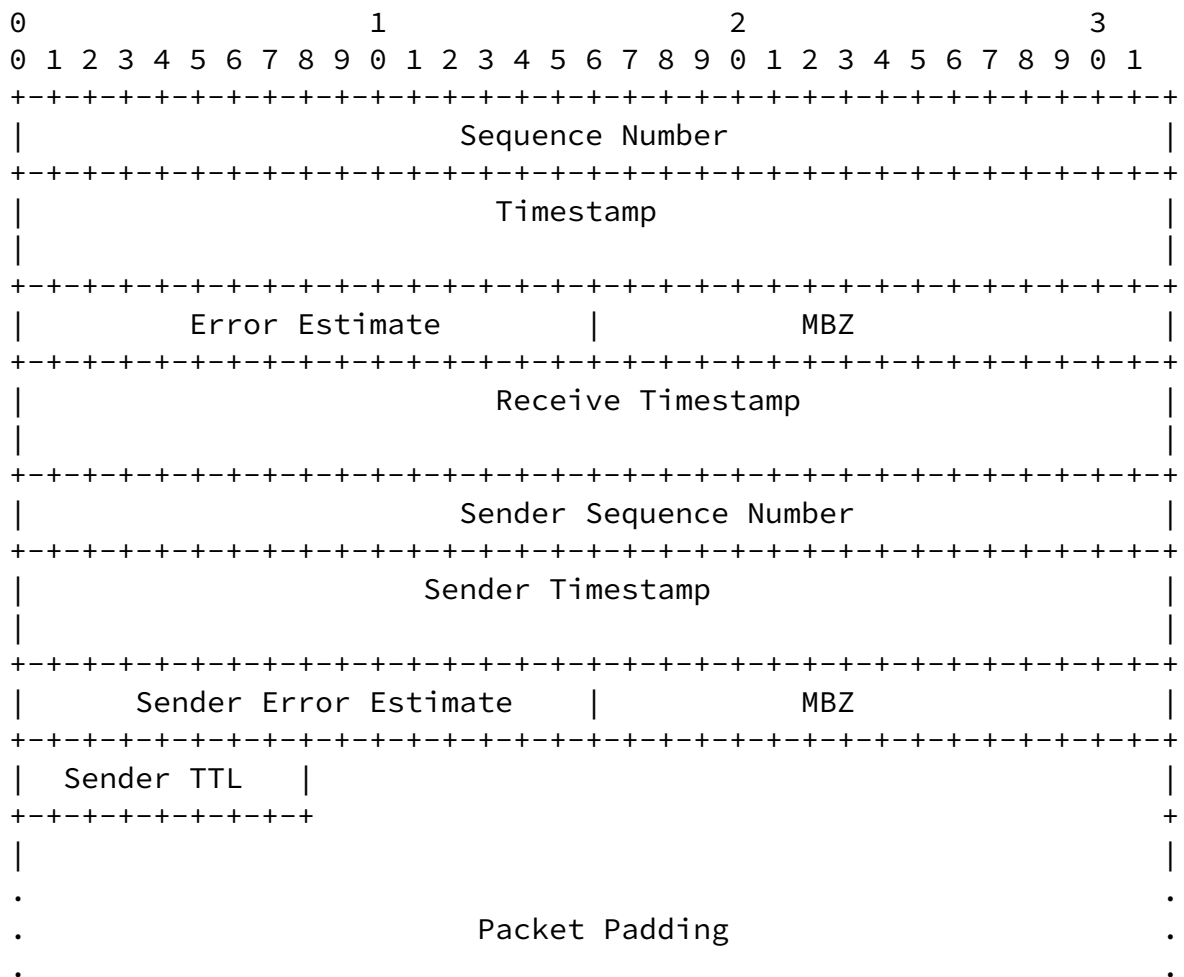 0                   1                   2                   3
0 1 2 3 4 5 6 7 8 9 0 1 2 3 4 5 6 7 8 9 0 1 2 3 4 5 6 7 8 9 0 1
+-+-+-+-+-+-+-+-+-+-+-+-+-+-+-+-+-+-+-+-+-+-+-+-+-+-+-+-+-+-+-+-+
|                        Sequence Number                        |
+-+-+-+-+-+-+-+-+-+-+-+-+-+-+-+-+-+-+-+-+-+-+-+-+-+-+-+-+-+-+-+-+
|                          Timestamp                            |
|                                                               |
+-+-+-+-+-+-+-+-+-+-+-+-+-+-+-+-+-+-+-+-+-+-+-+-+-+-+-+-+-+-+-+-+
|         Error Estimate        |           MBZ                 |
+-+-+-+-+-+-+-+-+-+-+-+-+-+-+-+-+-+-+-+-+-+-+-+-+-+-+-+-+-+-+-+-+
|                          Receive Timestamp                    |
|                                                               |
+-+-+-+-+-+-+-+-+-+-+-+-+-+-+-+-+-+-+-+-+-+-+-+-+-+-+-+-+-+-+-+-+
|                        Sender Sequence Number                 |
+-+-+-+-+-+-+-+-+-+-+-+-+-+-+-+-+-+-+-+-+-+-+-+-+-+-+-+-+-+-+-+-+
|                      Sender Timestamp                         |
|                                                               |
+-+-+-+-+-+-+-+-+-+-+-+-+-+-+-+-+-+-+-+-+-+-+-+-+-+-+-+-+-+-+-+-+
|      Sender Error Estimate    |           MBZ                 |
+-+-+-+-+-+-+-+-+-+-+-+-+-+-+-+-+-+-+-+-+-+-+-+-+-+-+-+-+-+-+-+-+
|  Sender TTL   |                                               |
+-+-+-+-+-+-+-+-+                                               +
|                                                               |
.                                                               .
.                         Packet Padding                        .
.                                                               .